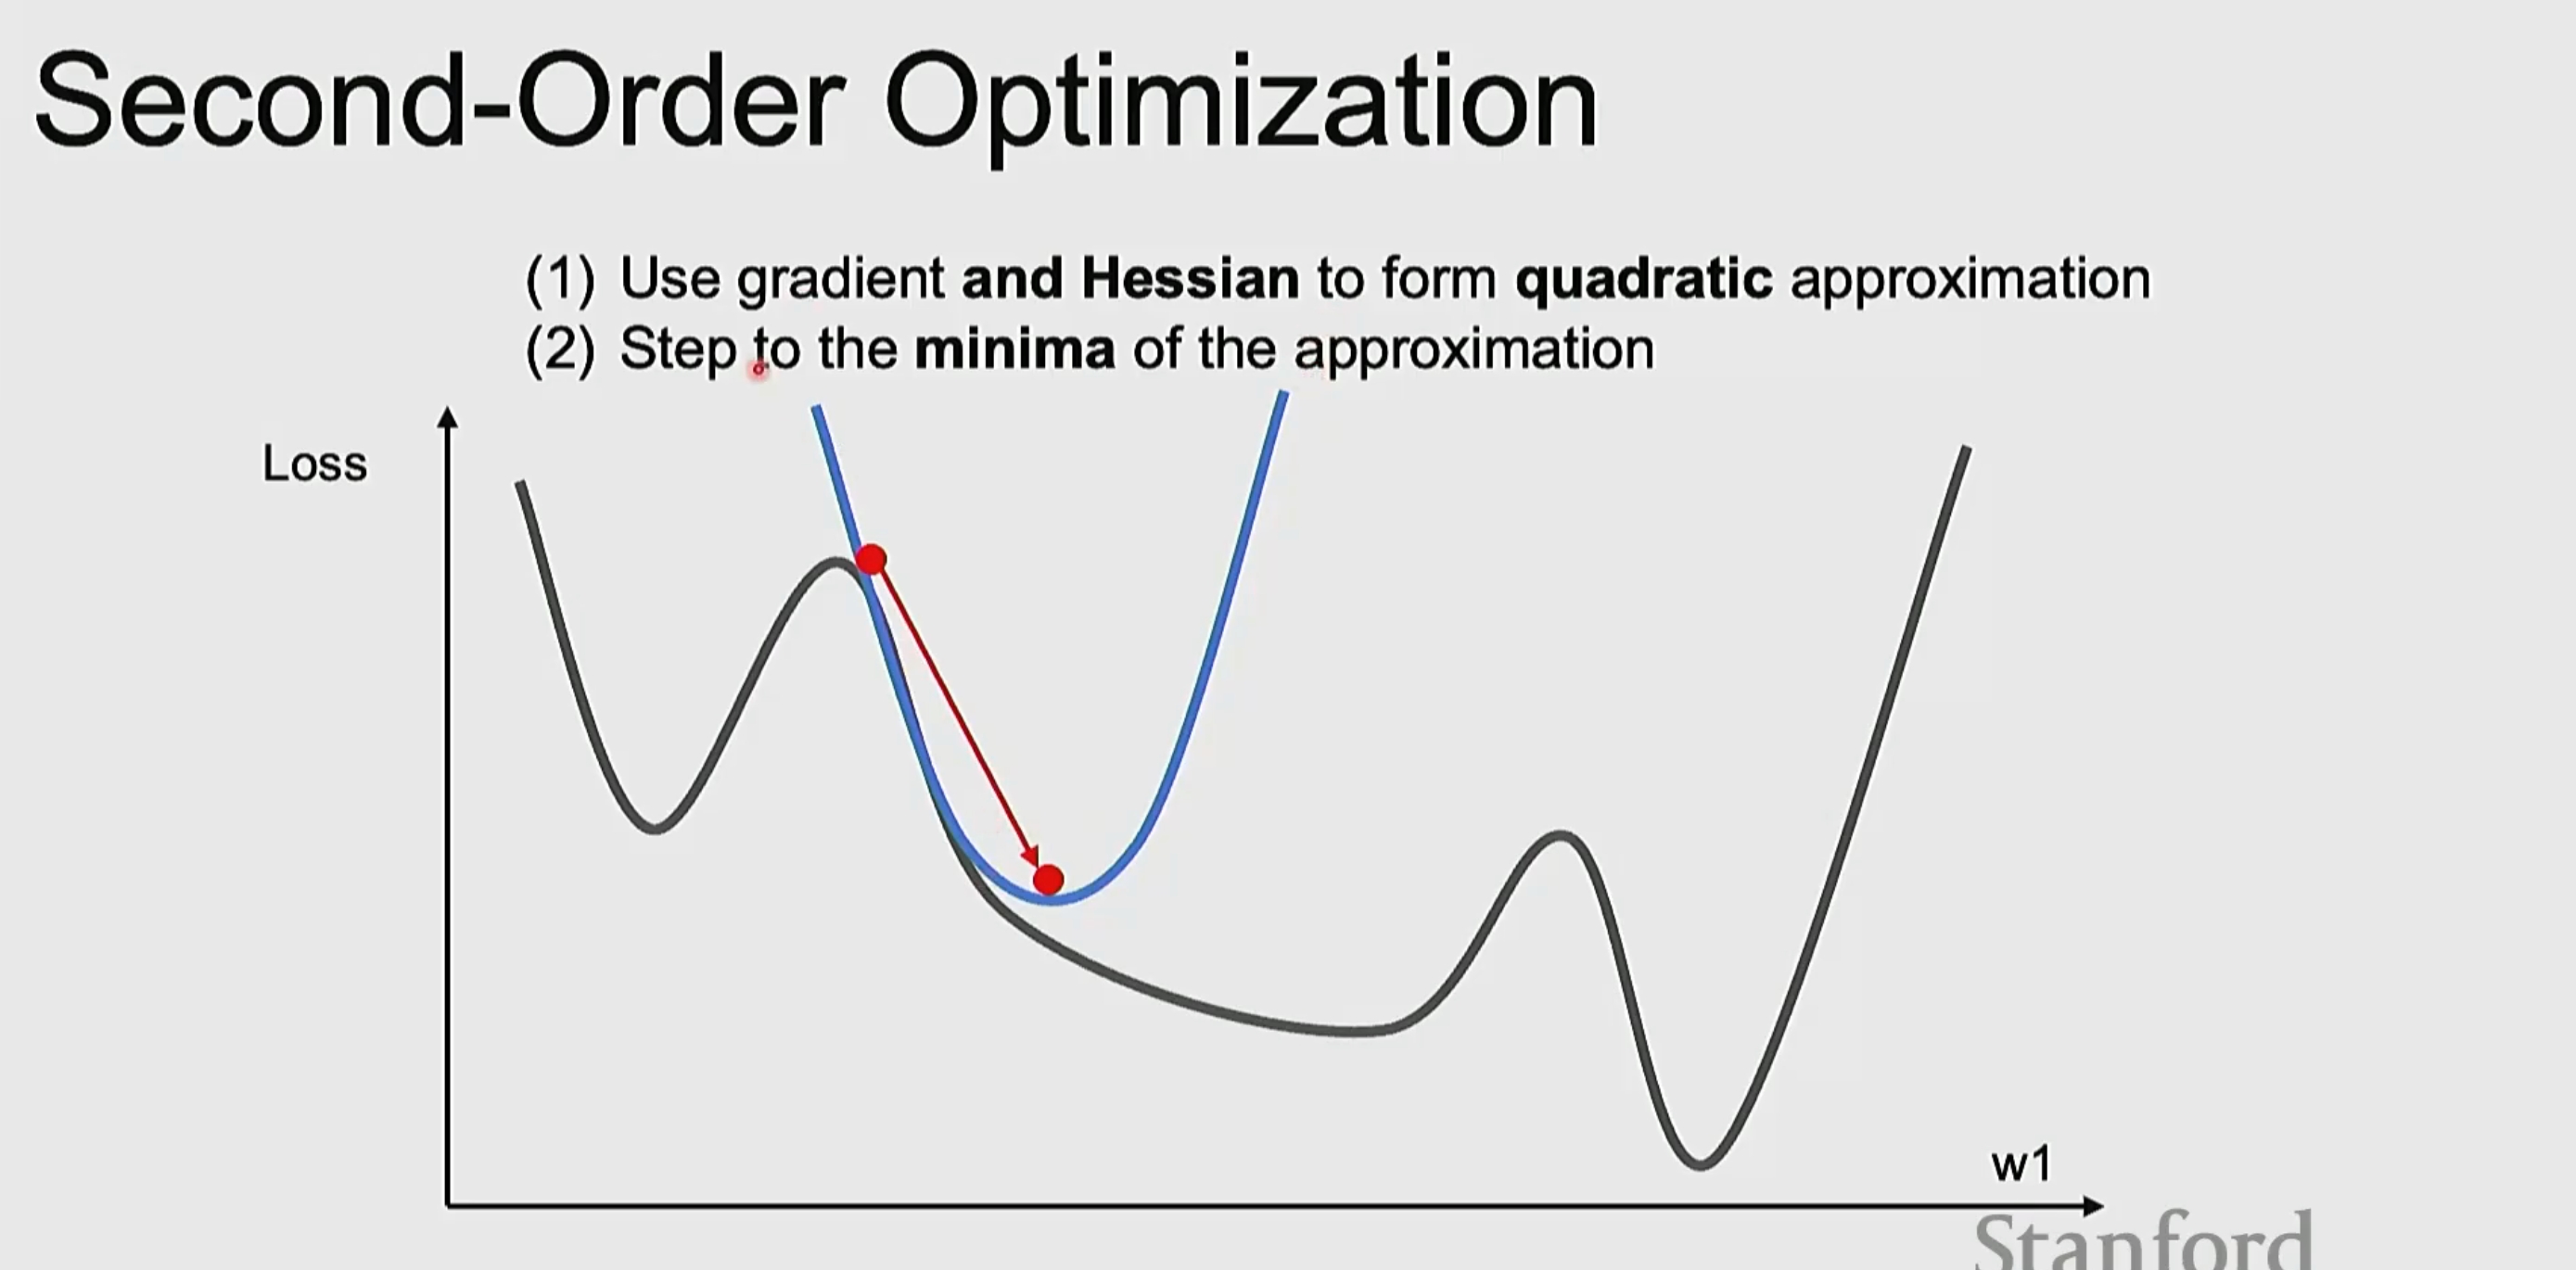 Second-Order Optimization
(1) Use gradient and Hessian to form quadratic approximation
(2) Step to the minima of the approximation
Loss
w1
Stanford